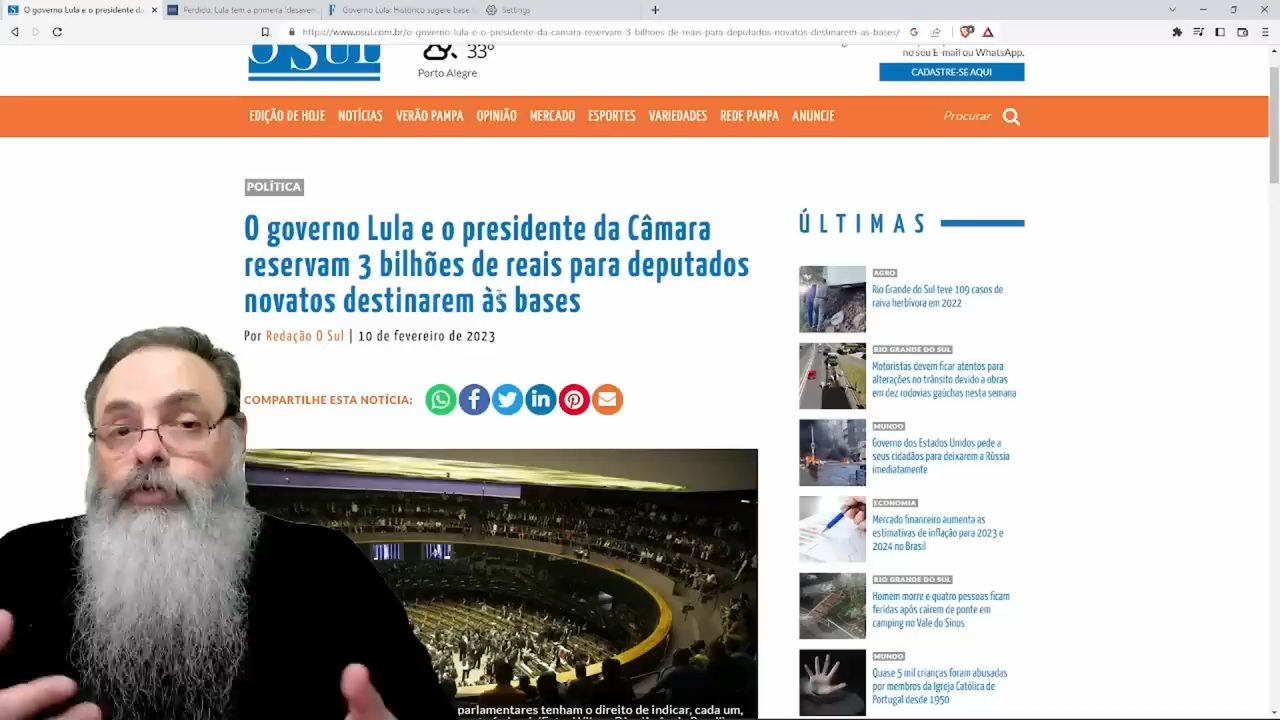 O governo Lula e o presidente da c
Perdido, Lula tem a primeira 'deseven
Governo Lula: Histórico sugere base n
Settings
https://www.osul.com.br/o-governo-lula-e-o-presidente-da-camara-reservam-3-bilhoes-de-reais-para-deputados-novatos-destinarem-as-bases/
O SUL
33º
Porto Alegre
no seu E-mail ou WhatsApp.
CADASTRE-SE AQUI
EDIÇÃO DE HOJE NOTÍCIAS VERÃO PAMPA OPINIÃO MERCADO ESPORTES VARIEDADES REDE PAMPA ANUNCIE
Procurar
POLÍTICA
O governo Lula e o presidente da Câmara
reservam 3 bilhões de reais para deputados
novatos destinarem às bases
Por Redação O Sul | 10 de fevereiro de 2023
COMPARTILHE ESTA NOTÍCIA:
parlamentares tenham o direito de indicar, cada um,
ÚLTIMAS
AGRO
Rio Grande do Sul teve 109 casos de
raiva herbívora em 2022
RIO GRANDE DO SUL
Motoristas devem ficar atentos para
alterações no trânsito devido a obras
em dez rodovias gaúchas nesta semana
MUNDO
Governo dos Estados Unidos pede a
seus cidadãos para deixarem a Rússia
imediatamente
ECONOMIA
Mercado financeiro aumenta as
estimativas de inflação para 2023 e
2024 no Brasil
RIO GRANDE DO SUL
Homem morre e quatro pessoas ficam
feridas após caírem de ponte em
camping no Vale do Sinos
MUNDO
Quase 5 mil crianças foram abusadas
por membros da Igreja Católica de
Portugal desde 1950